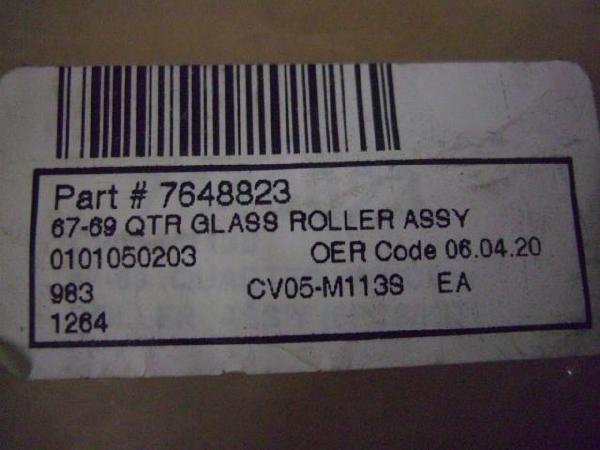 Part # 7648823
67-69 QTR GLASS ROLLER ASSY
0101050203 OER Code 06.04.20
983 CV05-M113S EA
1264